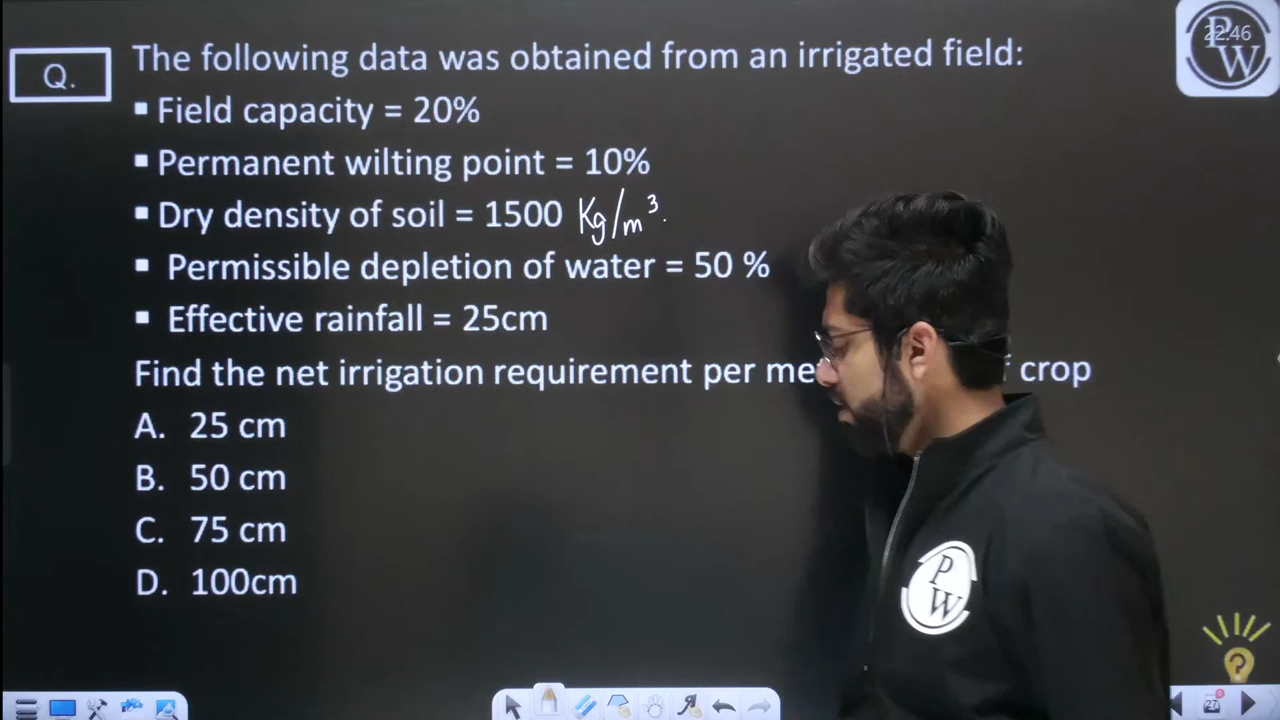 22:46
P
W
Q.
The following data was obtained from an irrigated field:
▪ Field capacity = 20%
▪ Permanent wilting point = 10%
▪ Dry density of soil = 1500 Kg/m³.
▪ Permissible depletion of water = 50 %
▪ Effective rainfall = 25cm
Find the net irrigation requirement per crop
A. 25 cm
B. 50 cm
C. 75 cm
D. 100cm
P
W
27